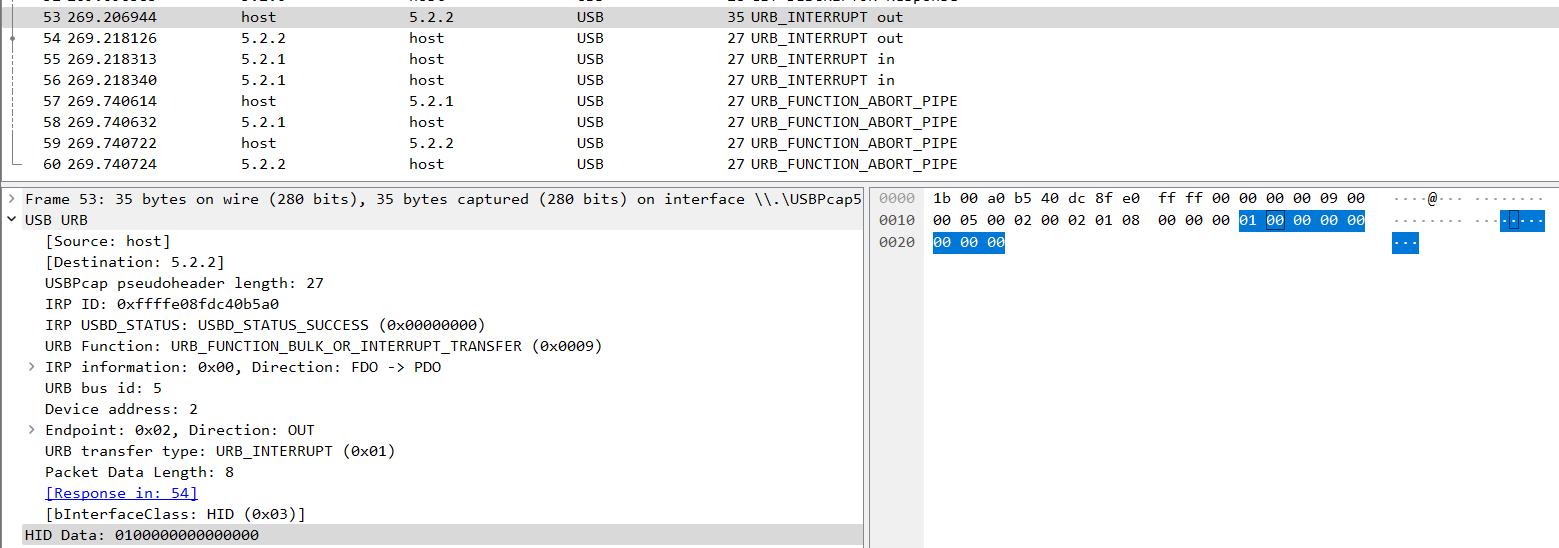 53 269.206944 host 5.2.2 USB 35 URB_INTERRUPT out
54 269.218126 5.2.2 host USB 27 URB_INTERRUPT out
55 269.218313 5.2.1 host USB 27 URB_INTERRUPT in
56 269.218340 5.2.1 host USB 27 URB_INTERRUPT in
57 269.740614 host 5.2.1 USB 27 URB_FUNCTION_ABORT_PIPE
58 269.740632 5.2.1 host USB 27 URB_FUNCTION_ABORT_PIPE
59 269.740722 host 5.2.2 USB 27 URB_FUNCTION_ABORT_PIPE
60 269.740724 5.2.2 host USB 27 URB_FUNCTION_ABORT_PIPE
Frame 53: 35 bytes on wire (280 bits), 35 bytes captured (280 bits) on interface \\.\USBPcap5
USB URB
[Source: host]
[Destination: 5.2.2]
USBPcap pseudoheader length: 27
IRP ID: 0xffffe08fdc40b5a0
IRP USBD_STATUS: USBD_STATUS_SUCCESS (0x00000000)
URB Function: URB_FUNCTION_BULK_OR_INTERRUPT_TRANSFER (0x0009)
IRP information: 0x00, Direction: FDO -> PDO
URB bus id: 5
Device address: 2
Endpoint: 0x02, Direction: OUT
URB transfer type: URB_INTERRUPT (0x01)
Packet Data Length: 8
[Response in: 54]
[bInterfaceClass: HID (0x03)]
HID Data: 0100000000000000
0000 1b 00 a0 b5 40 dc 8f e0 ff ff 00 00 00 00 09 00 ····@··· ········
0010 00 05 00 02 00 02 01 08 00 00 00 01 00 00 00 00 ········ ········
0020 00 00 00 ···